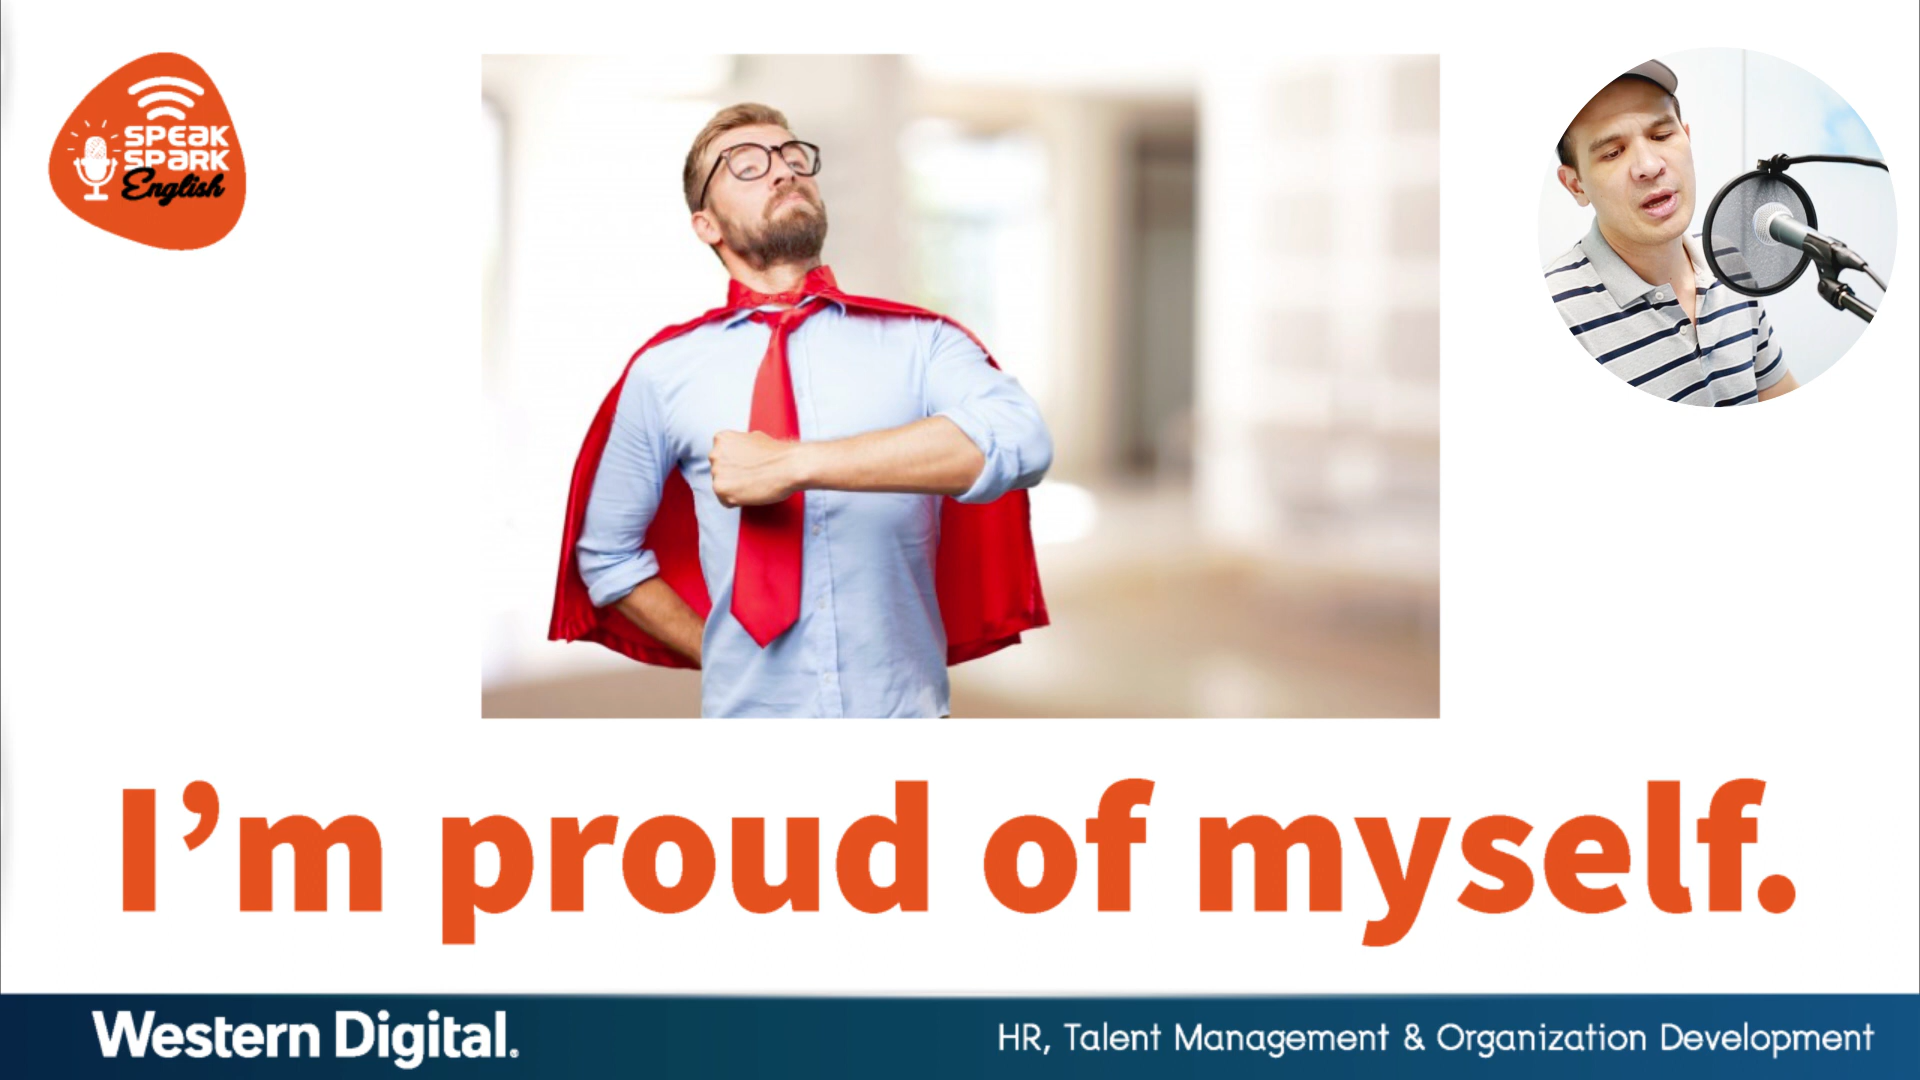 SPEAK
SPARK
English
I'm proud of myself.
Western Digital.
HR, Talent Management & Organization Development